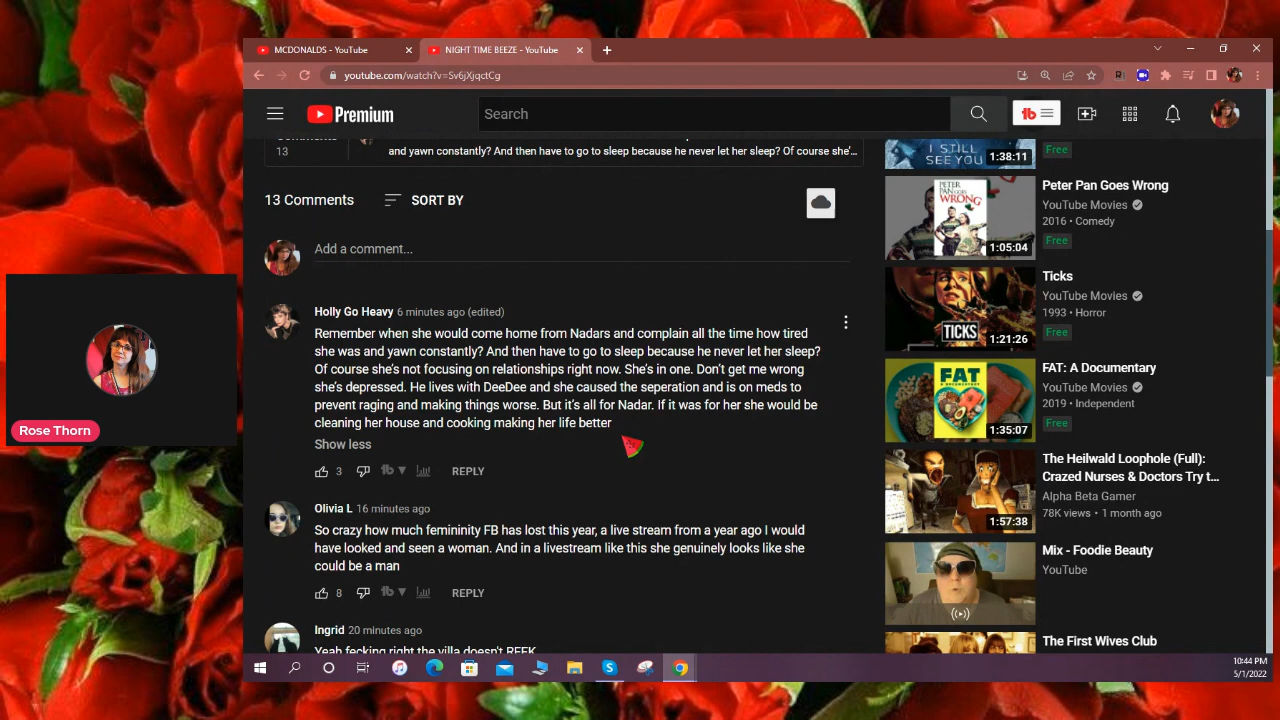 MCDONALDS - YouTube
NIGHT TIME BEEZE - YouTube
youtube.com/watch?v=Sv6jXjqctCg
Premium
Search
13
and yawn constantly? And then have to go to sleep because he never let her sleep? Of course she'...
13 Comments
SORT BY
Add a comment...
Holly Go Heavy 6 minutes ago (edited)
Remember when she would come home from Nadars and complain all the time how tired
she was and yawn constantly? And then have to go to sleep because he never let her sleep?
Of course she's not focusing on relationships right now. She's in one. Don't get me wrong
she's depressed. He lives with DeeDee and she caused the seperation and is on meds to
prevent raging and making things worse. But it's all for Nadar. If it was for her she would be
cleaning her house and cooking making her life better
Show less
3
REPLY
Olivia L 16 minutes ago
So crazy how much femininity FB has lost this year, a live stream from a year ago I would
have looked and seen a woman. And in a livestream like this she genuinely looks like she
could be a man
8
REPLY
Ingrid 20 minutes ago
Yeah fecking right the villa doesn't REEK
I STILL
SEE YOU
1:38:11
Free
PETER
PAN GOES
WRONG
1:05:04
Peter Pan Goes Wrong
YouTube Movies
2016 • Comedy
Free
TICKS
1:21:26
Ticks
YouTube Movies
1993 • Horror
Free
FAT
A DOCUMENTARY
1:35:07
FAT: A Documentary
YouTube Movies
2019 • Independent
Free
1:57:38
The Heilwald Loophole (Full):
Crazed Nurses & Doctors Try t...
Alpha Beta Gamer
78K views • 1 month ago
Mix - Foodie Beauty
YouTube
The First Wives Club
Rose Thorn
10:44 PM
5/1/2022